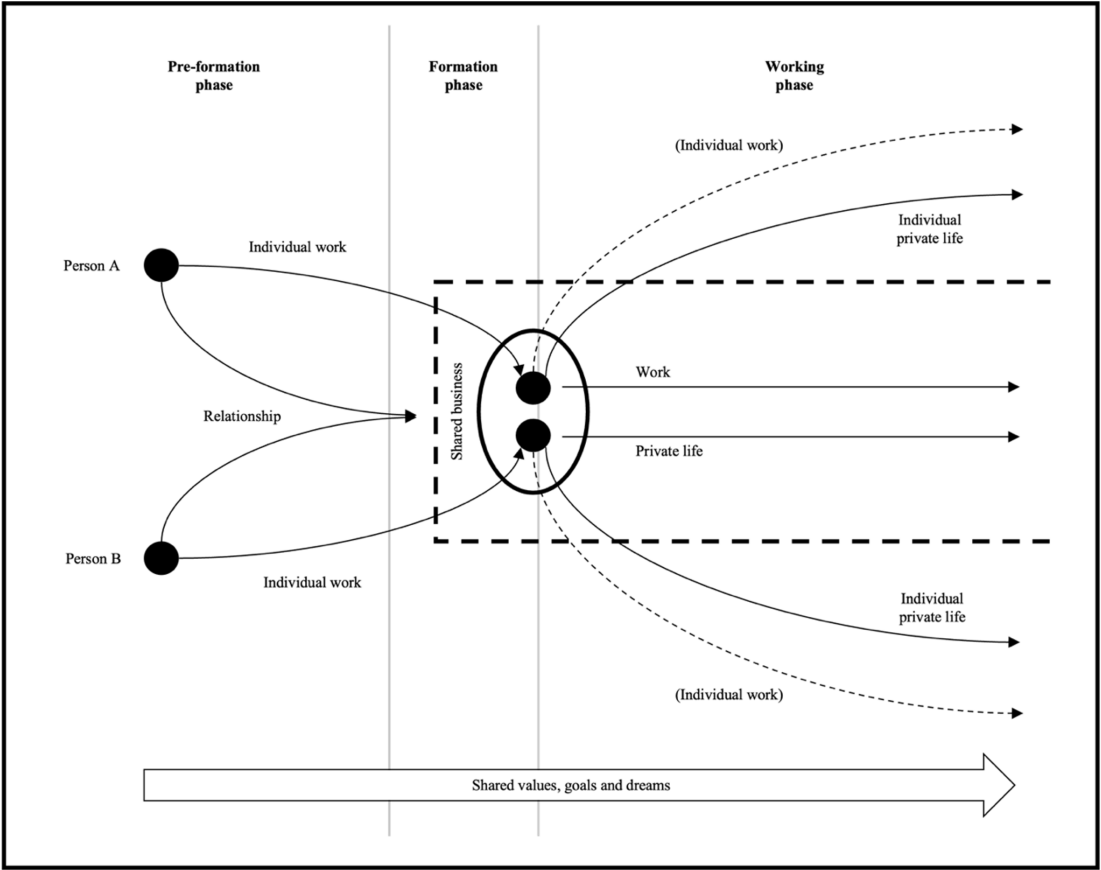 Pre-formation
phase
Formation
phase
Working
phase
(Individual work)
Individual
private life
Individual work
Person A
Work
Shared business
Relationship
Private life
Person B
Individual work
Individual
private life
(Individual work)
Shared values, goals and dreams